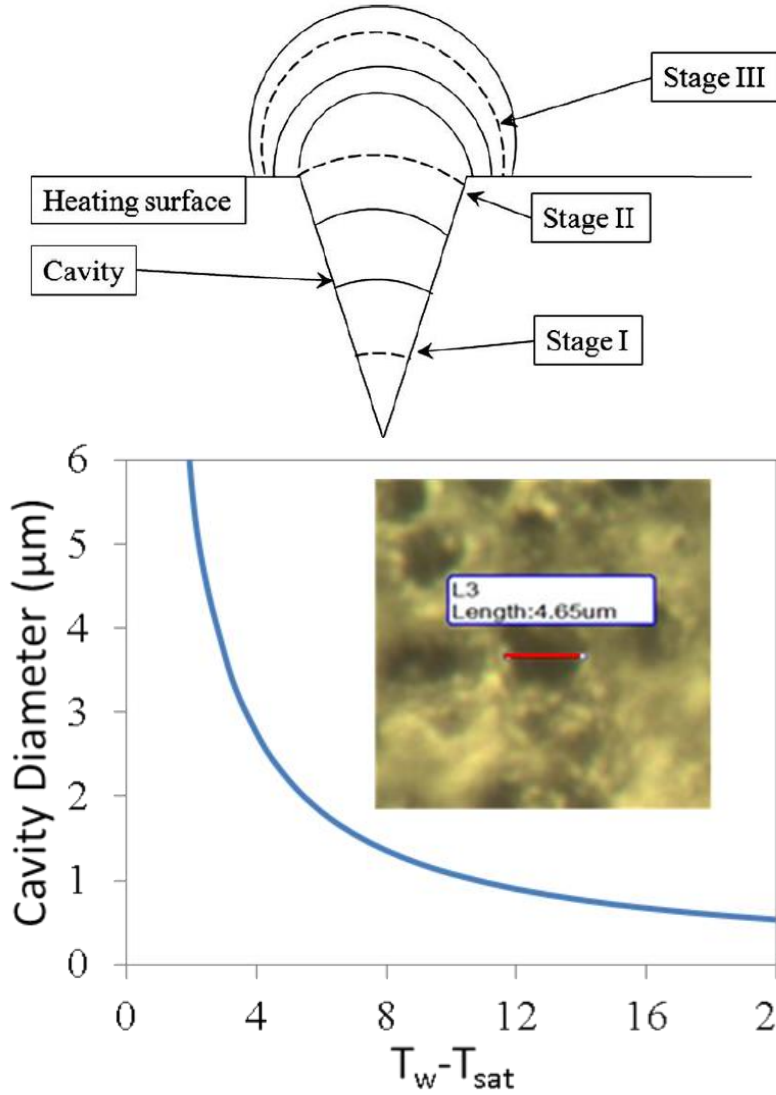 Stage III
Heating surface
Stage II
Cavity
Stage I
6
5
4
3
2
1
0
Cavity Diameter (μm)
L3
Length:4.65um
0 4 8 12 16 2
T_w-T_sat